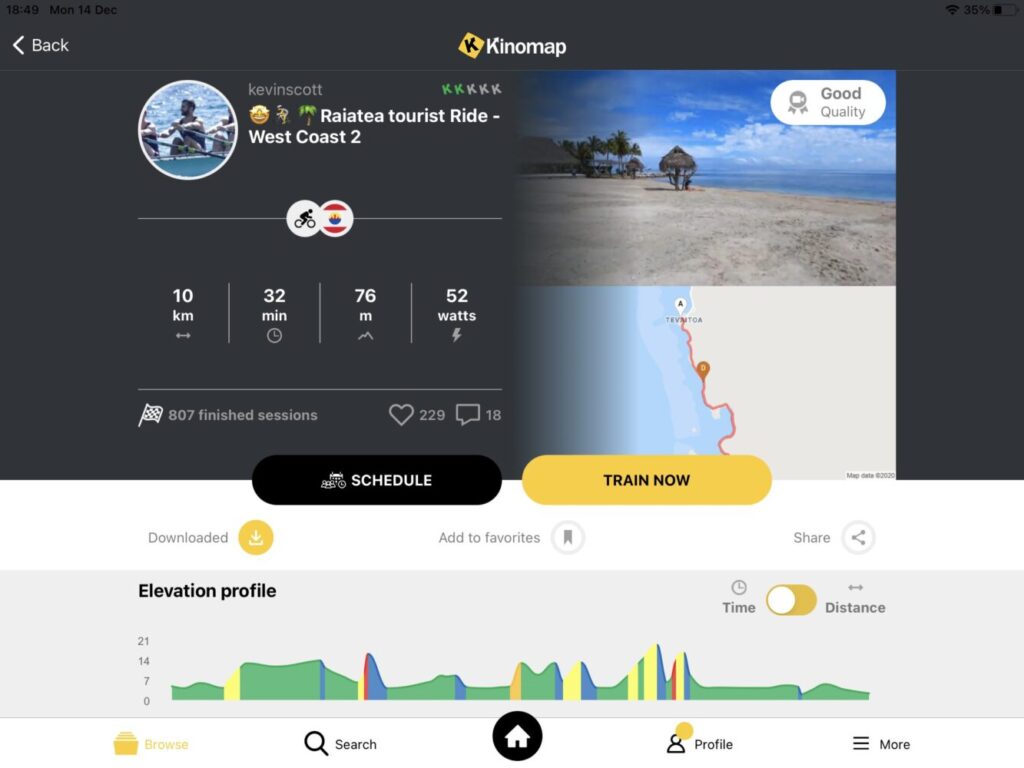 18:49 Mon 14 Dec
35%
Back
Kinomap
kevinscott
KKKKK
Raiatea tourist Ride -
West Coast 2
Good
Quality
10
km
32
min
76
m
52
watts
A
TEVAITOA
D
Map data ©2020
807 finished sessions
229
18
SCHEDULE
TRAIN NOW
Downloaded
Add to favorites
Share
Elevation profile
Time
Distance
21
14
7
0
Browse
Search
Profile
More